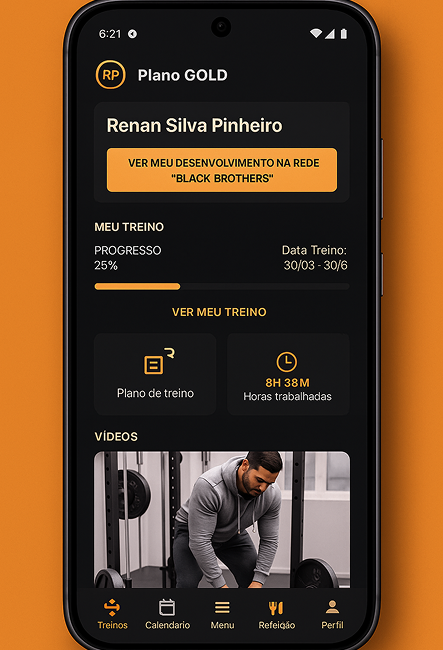 6:21
RP Plano GOLD
Renan Silva Pinheiro
VER MEU DESENVOLVIMENTO NA REDE
"BLACK BROTHERS"
MEU TREINO
PROGRESSO
25%
Data Treino:
30/03 - 30/6
VER MEU TREINO
Plano de treino
8H 38M
Horas trabalhadas
VÍDEOS
Treinos Calendario Menu Refeigão Perfil